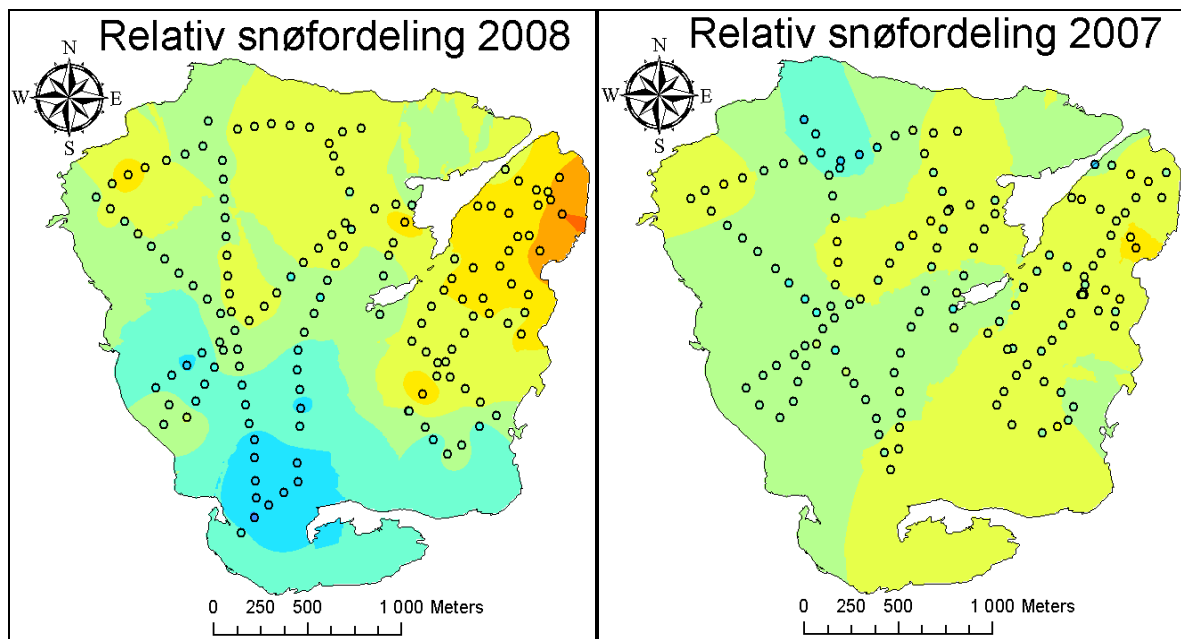 Relativ snøfordeling 2008
N
W E
S
0 250 500 1 000 Meters
Relativ snøfordeling 2007
N
W E
S
0 250 500 1 000 Meters